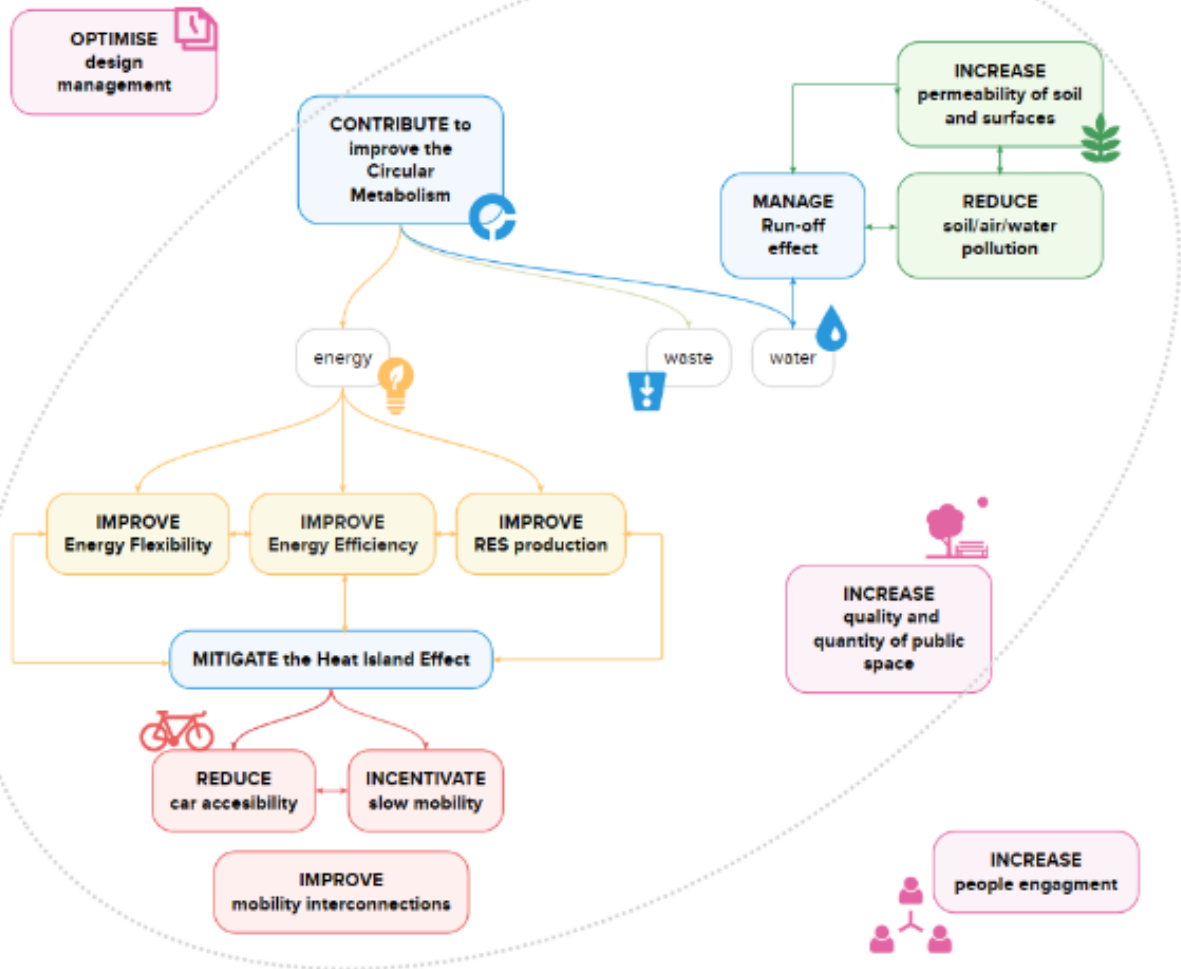 OPTIMISE
design
management
CONTRIBUTE to
improve the
Circular
Metabolism
INCREASE
permeability of soil
and surfaces
MANAGE
Run-off
effect
REDUCE
soil/air/water
pollution
energy
waste
water
IMPROVE
Energy Flexibility
IMPROVE
Energy Efficiency
IMPROVE
RES production
INCREASE
quality and
quantity of public
space
MITIGATE the Heat Island Effect
REDUCE
car accesibility
INCENTIVATE
slow mobility
IMPROVE
mobility interconnections
INCREASE
people engagment